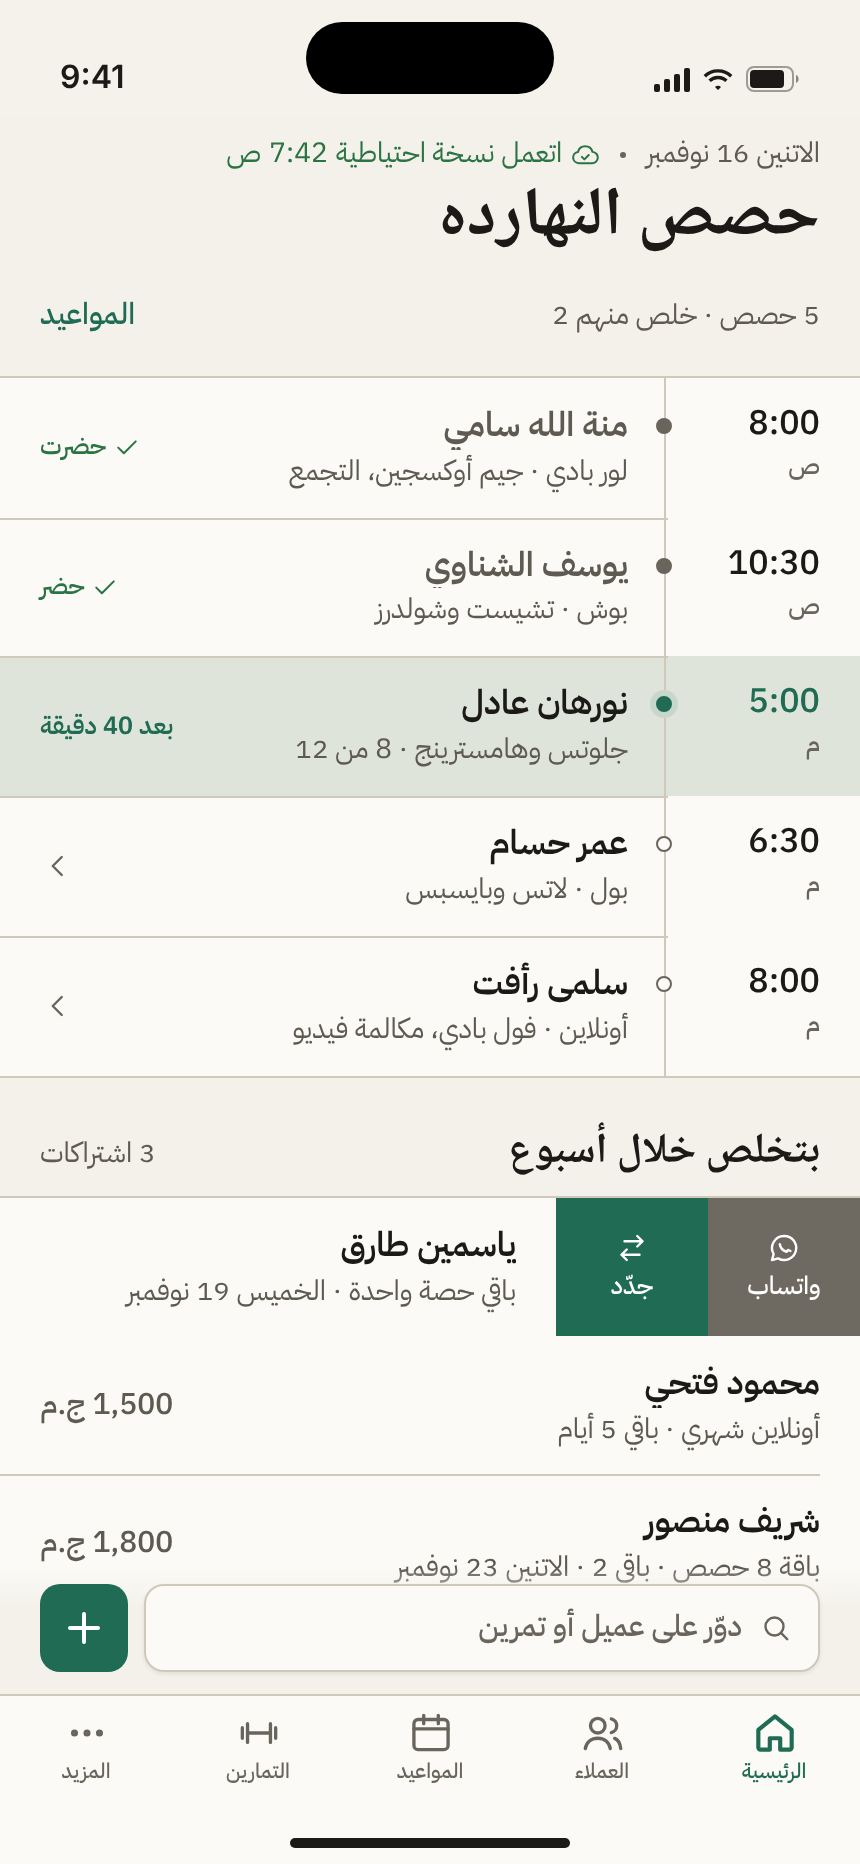 9:41
الاتنين 16 نوفمبر • اتعمل نسخة احتياطية 7:42 ص
حصص النهارده
5 حصص · خلص منهم 2
المواعيد
8:00 ص
منة الله سامي
لور بادي · جيم أوكسجين، التجمع
حضرت
10:30 ص
يوسف الشناوي
بوش · تشيست وشولدرز
حضر
5:00 م
نورهان عادل
جلوتس وهامسترينج · 8 من 12
بعد 40 دقيقة
6:30 م
عمر حسام
بول · لاتس وبايسبس
8:00 م
سلمى رأفت
أونلاين · فول بادي، مكالمة فيديو
بتخلص خلال أسبوع
3 اشتراكات
واتساب
جدّد
ياسمين طارق
باقي حصة واحدة · الخميس 19 نوفمبر
محمود فتحي
أونلاين شهري · باقي 5 أيام
1,500 ج.م
شريف منصور
باقة 8 حصص · باقي 2 · الاتنين 23 نوفمبر
1,800 ج.م
دوّر على عميل أو تمرين
الرئيسية
العملاء
المواعيد
التمارين
المزيد